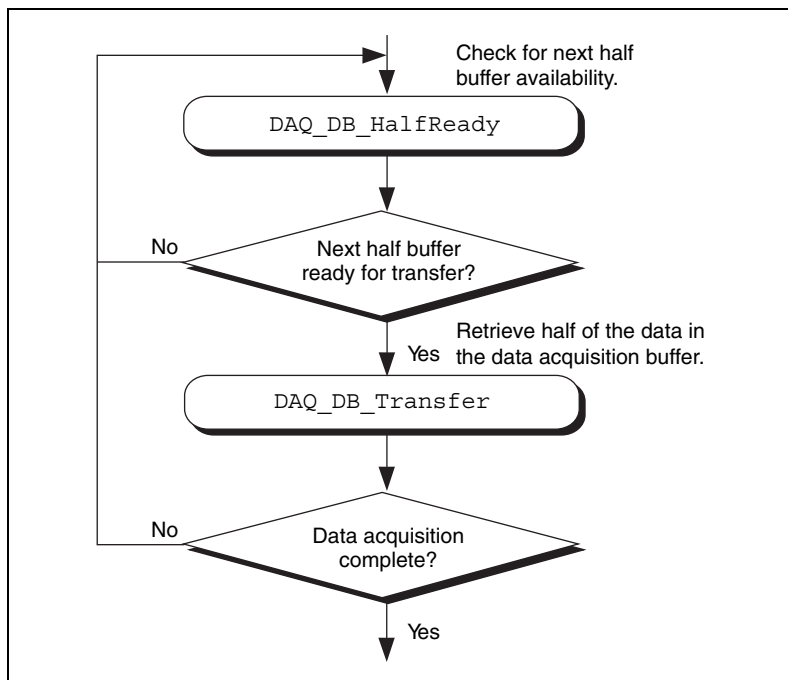 Check for next half
buffer availability.
DAQ_DB_HalfReady
No
Next half buffer
ready for transfer?
Retrieve half of the data in
the data acquisition buffer.
Yes
DAQ_DB_Transfer
No
Data acquisition
complete?
Yes